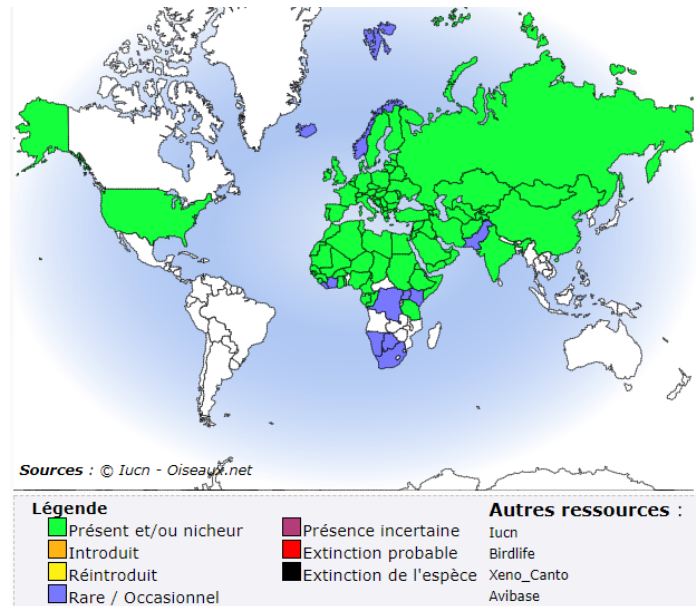 Sources : © Iucn - Oiseaux.net
Légende
Présent et/ou nicheur
Introduit
Réintroduit
Rare / Occasionnel
Présence incertaine
Extinction probable
Extinction de l'espèce
Autres ressources :
Iucn
Birdlife
Xeno_Canto
Avibase